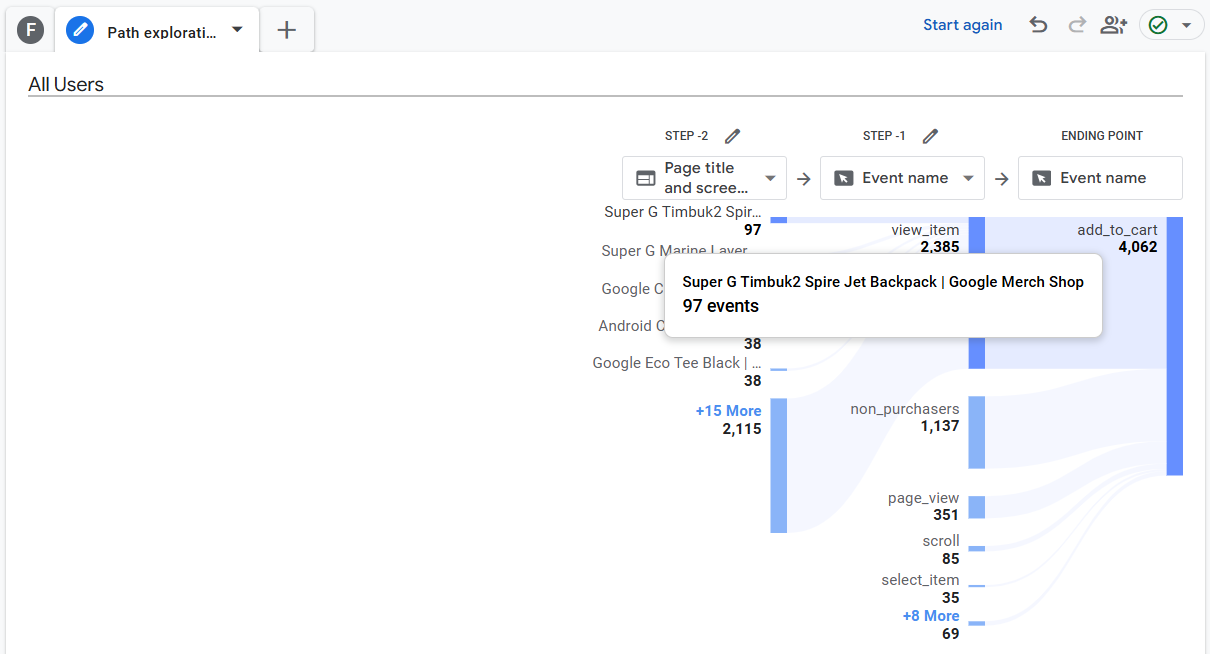 F
Path explorati...
Start again
All Users
STEP -2
STEP -1
ENDING POINT
Page title
and scree...
Event name
Event name
Super G Timbuk2 Spir...
97
view_item
2,385
add_to_cart
4,062
Super G Marine Layer
Super G Timbuk2 Spire Jet Backpack | Google Merch Shop
97 events
Google C
Android C
38
Google Eco Tee Black | ...
38
+15 More
2,115
non_purchasers
1,137
page_view
351
scroll
85
select_item
35
+8 More
69